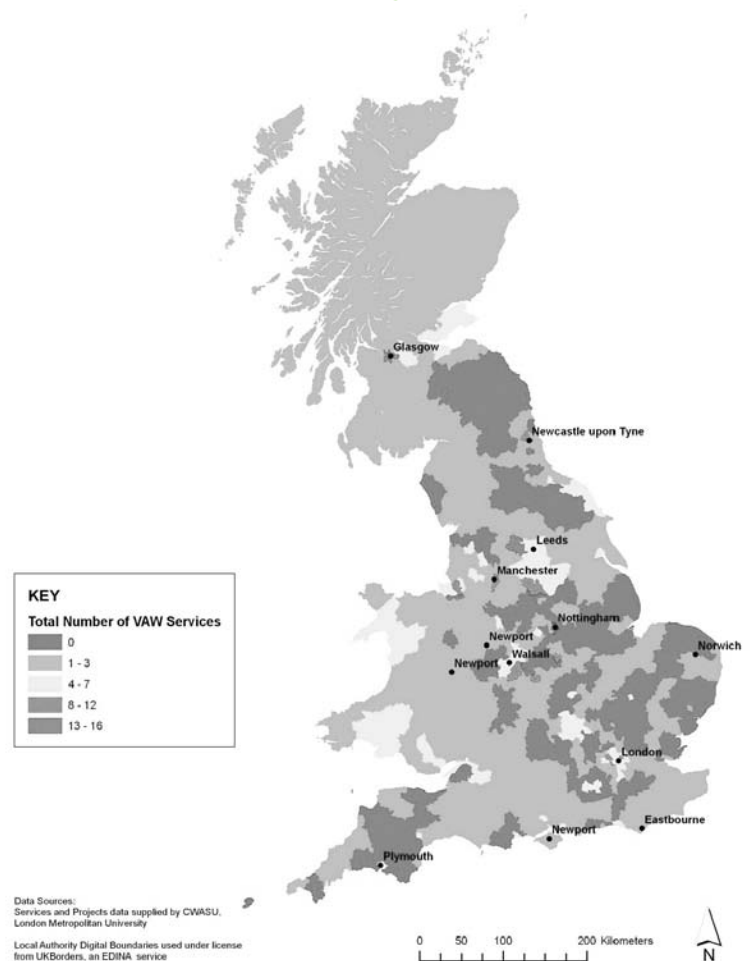 Glasgow
Newcastle upon Tyne
Leeds
Manchester
Nottingham
Newport
Walsall
Norwich
Newport
London
Newport
Eastbourne
Plymouth
KEY
Total Number of VAW Services
0
1 - 3
4 - 7
8 - 12
13 - 16
Data Sources:
Services and Projects data supplied by CWASU,
London Metropolitan University
Local Authority Digital Boundaries used under license
from UKBorders, an EDINA service
0 50 100 200 Kilometers
N